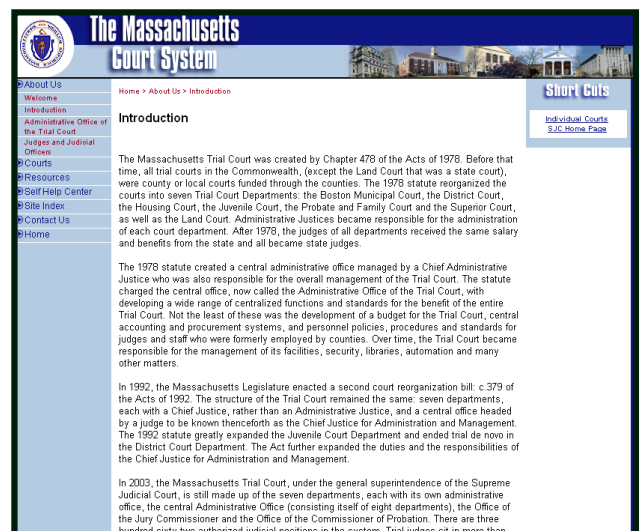 The Massachusetts
Court System
About Us
Welcome
Introduction
Administrative Office of
the Trial Court
Judges and Judicial
Officers
Courts
Resources
Self Help Center
Site Index
Contact Us
Home
Home > About Us > Introduction
Introduction
The Massachusetts Trial Court was created by Chapter 478 of the Acts of 1978. Before that
time, all trial courts in the Commonwealth, (except the Land Court that was a state court),
were county or local courts funded through the counties. The 1978 statute reorganized the
courts into seven Trial Court Departments: the Boston Municipal Court, the District Court,
the Housing Court, the Juvenile Court, the Probate and Family Court and the Superior Court,
as well as the Land Court. Administrative Justices became responsible for the administration
of each court department. After 1978, the judges of all departments received the same salary
and benefits from the state and all became state judges.
The 1978 statute created a central administrative office managed by a Chief Administrative
Justice who was also responsible for the overall management of the Trial Court. The statute
charged the central office, now called the Administrative Office of the Trial Court, with
developing a wide range of centralized functions and standards for the benefit of the entire
Trial Court. Not the least of these was the development of a budget for the Trial Court, central
accounting and procurement systems, and personnel policies, procedures and standards for
judges and staff who were formerly employed by counties. Over time, the Trial Court became
responsible for the management of its facilities, security, libraries, automation and many
other matters.
In 1992, the Massachusetts Legislature enacted a second court reorganization bill: c.379 of
the Acts of 1992. The structure of the Trial Court remained the same: seven departments,
each with a Chief Justice, rather than an Administrative Justice, and a central office headed
by a judge to be known thenceforth as the Chief Justice for Administration and Management.
The 1992 statute greatly expanded the Juvenile Court Department and ended trial de novo in
the District Court Department. The Act further expanded the duties and the responsibilities of
the Chief Justice for Administration and Management.
In 2003, the Massachusetts Trial Court, under the general superintendence of the Supreme
Judicial Court, is still made up of the seven departments, each with its own administrative
office, the central Administrative Office (consisting itself of eight departments), the Office of
the Jury Commissioner and the Office of the Commissioner of Probation. There are three
hundred sixty two authorized judicial positions in the system. Trial judges sit in more than
Short Cuts
Individual Courts
SJC Home Page